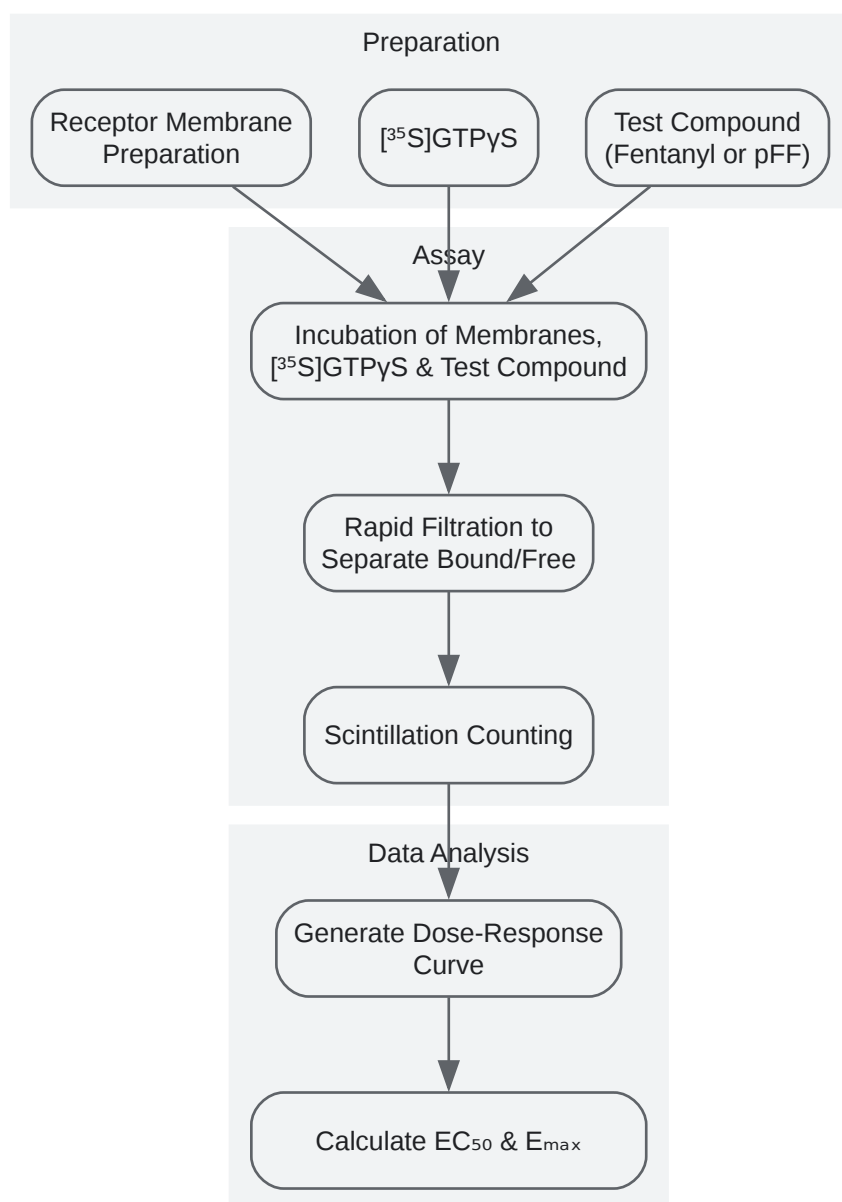 Preparation
Receptor Membrane
Preparation
[³⁵S]GTPγS
Test Compound
(Fentanyl or pFF)
Assay
Incubation of Membranes,
[³⁵S]GTPγS & Test Compound
Rapid Filtration to
Separate Bound/Free
Scintillation Counting
Data Analysis
Generate Dose-Response
Curve
Calculate EC₅₀ & Eₘₐₓ